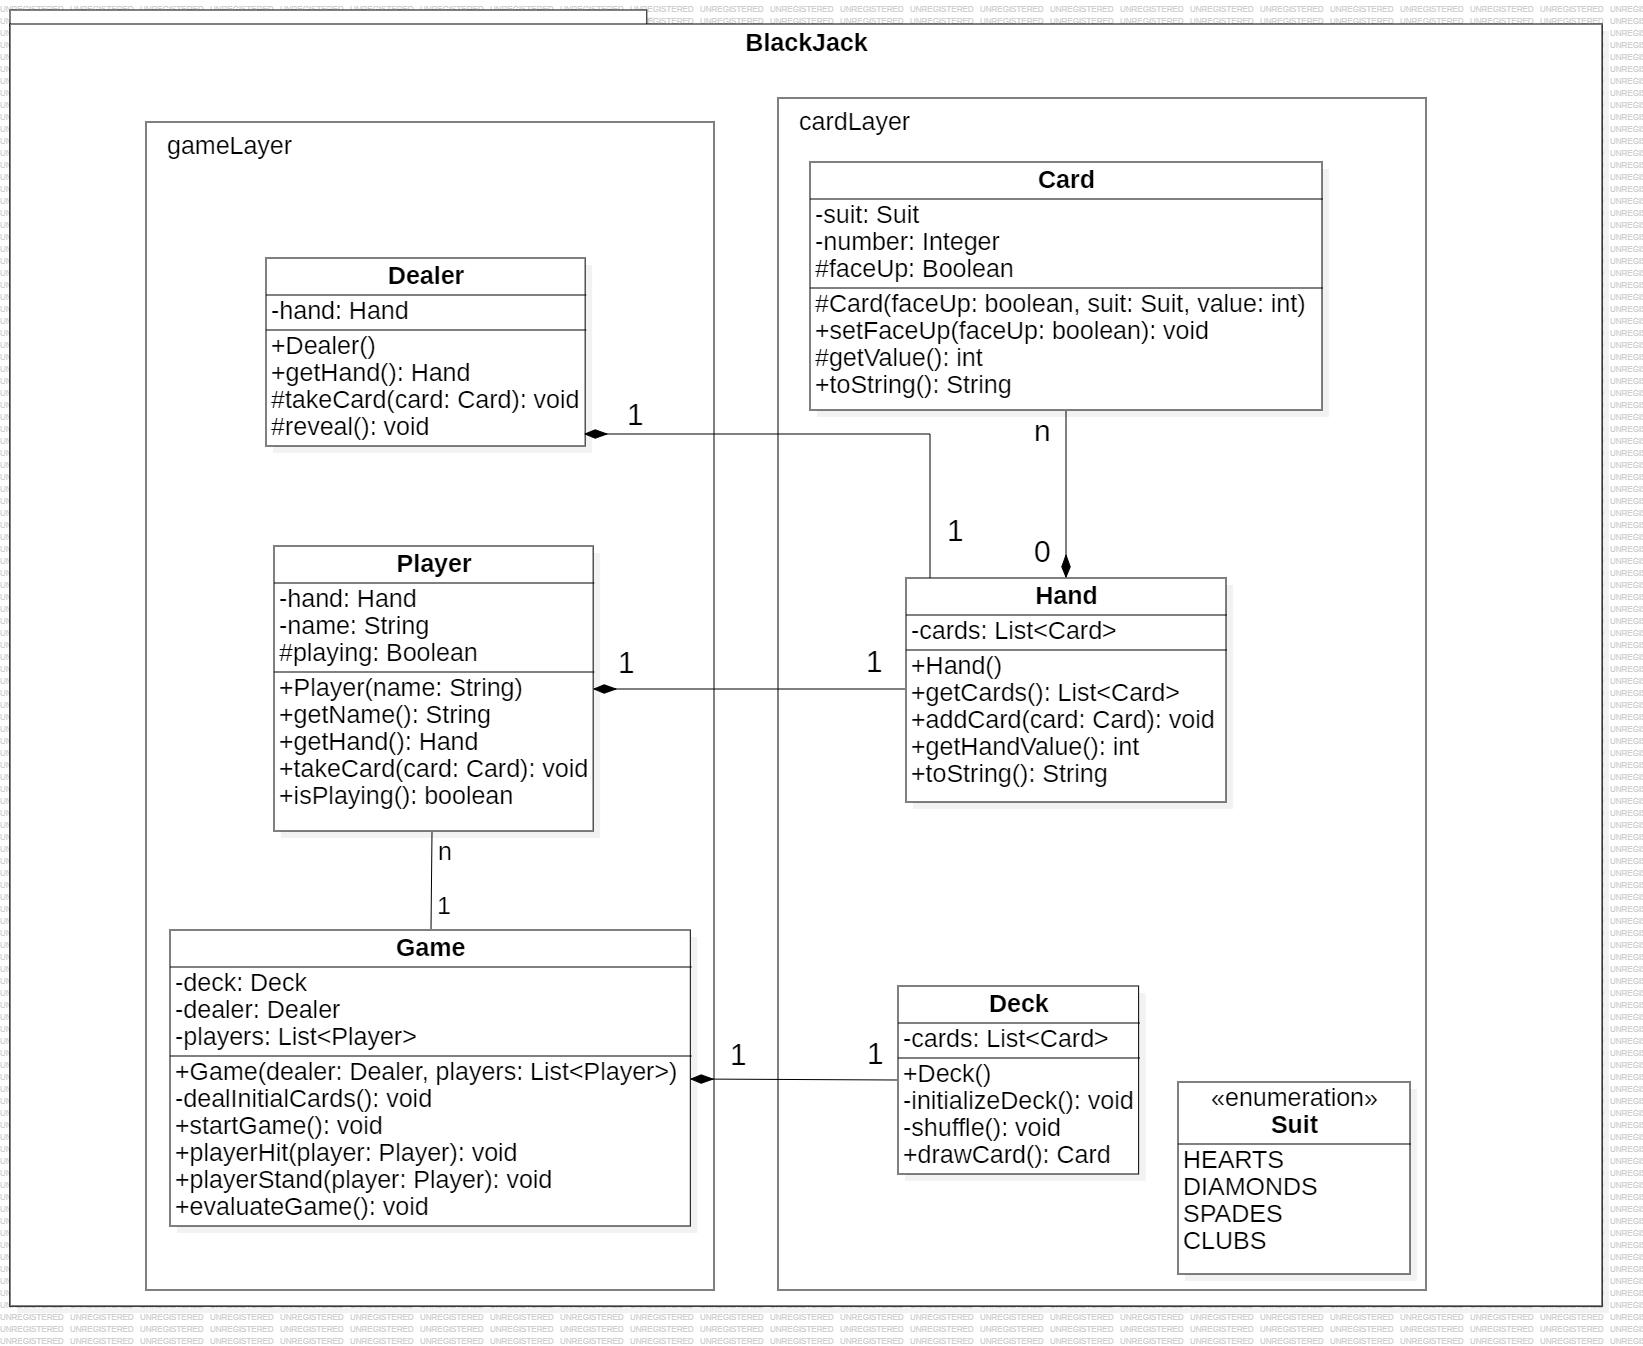 BlackJack
gameLayer
cardLayer
Card
-suit: Suit
-number: Integer
#faceUp: Boolean
#Card(faceUp: boolean, suit: Suit, value: int)
+setFaceUp(faceUp: boolean): void
#getValue(): int
+toString(): String
Dealer
-hand: Hand
+Dealer()
+getHand(): Hand
#takeCard(card: Card): void
#reveal(): void
1
n
1
0
Player
-hand: Hand
-name: String
#playing: Boolean
+Player(name: String)
+getName(): String
+getHand(): Hand
+takeCard(card: Card): void
+isPlaying(): boolean
1
1
Hand
-cards: List<Card>
+Hand()
+getCards(): List<Card>
+addCard(card: Card): void
+getHandValue(): int
+toString(): String
n
1
Game
-deck: Deck
-dealer: Dealer
-players: List<Player>
+Game(dealer: Dealer, players: List<Player>)
-dealInitialCards(): void
+startGame(): void
+playerHit(player: Player): void
+playerStand(player: Player): void
+evaluateGame(): void
1
1
Deck
-cards: List<Card>
+Deck()
-initializeDeck(): void
-shuffle(): void
+drawCard(): Card
«enumeration»
Suit
HEARTS
DIAMONDS
SPADES
CLUBS
UNREGISTERED